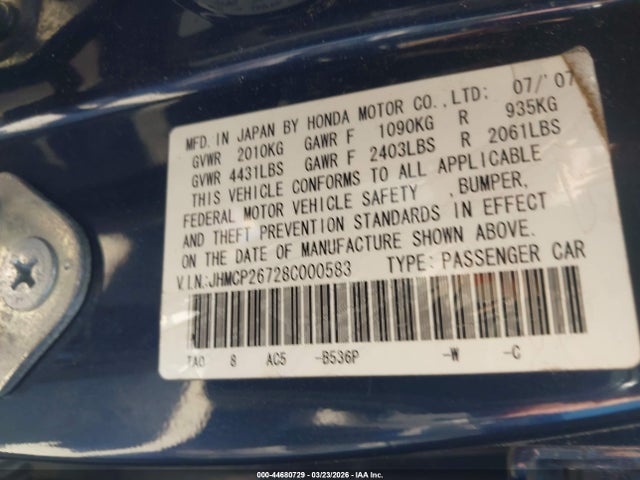 MFD. IN JAPAN BY HONDA MOTOR CO.,LTD: 07/'07
GVWR 2010KG GAWR F 1090KG R 935KG
GVWR 4431LBS GAWR F 2403LBS R 2061LBS
THIS VEHICLE CONFORMS TO ALL APPLICABLE
FEDERAL MOTOR VEHICLE SAFETY ,BUMPER,
AND THEFT PREVENTION STANDARDS IN EFFECT
ON THE DATE OF MANUFACTURE SHOWN ABOVE.
V.I.N.:JHMCP26728C000583 TYPE: PASSENGER CAR
TA0 8 AC5 -B536P -W -C
000-44680729 - 03/23/2026 - IAA Inc.